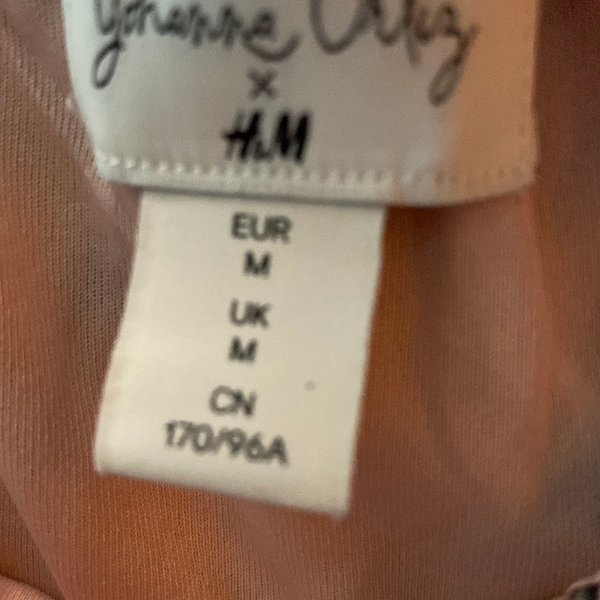 Johanna Ortiz
×
H&M
EUR
M
UK
M
CN
170/96A